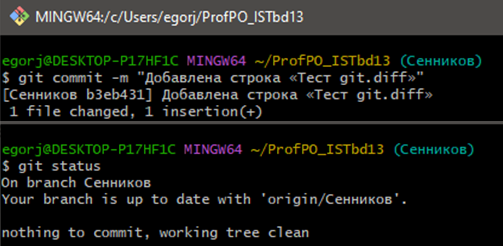 MINGW64:/c/Users/egorj/ProfPO_ISTbd13
egorj@DESKTOP-P17HF1C MINGW64 ~/ProfPO_ISTbd13 (Сенников)
$ git commit -m "Добавлена строка «Тест git.diff»"
[Сенников b3eb431] Добавлена строка «Тест git.diff»
 1 file changed, 1 insertion(+)
egorj@DESKTOP-P17HF1C MINGW64 ~/ProfPO_ISTbd13 (Сенников)
$ git status
On branch Сенников
Your branch is up to date with 'origin/Сенников'.
nothing to commit, working tree clean